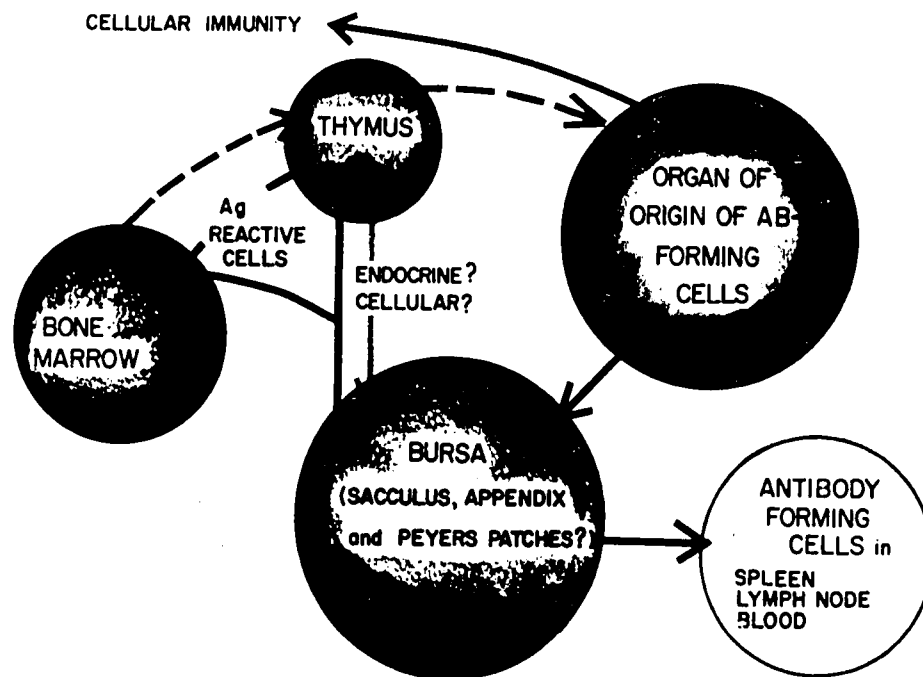 CELLULAR IMMUNITY
THYMUS
ORGAN OF
ORIGIN OF AB-
FORMING
CELLS
Ag
REACTIVE
CELLS
ENDOCRINE?
CELLULAR?
BONE
MARROW
BURSA
(SACCULUS, APPENDIX
and PEYERS PATCHES?)
ANTIBODY
FORMING
CELLS in
SPLEEN
LYMPH NODE
BLOOD